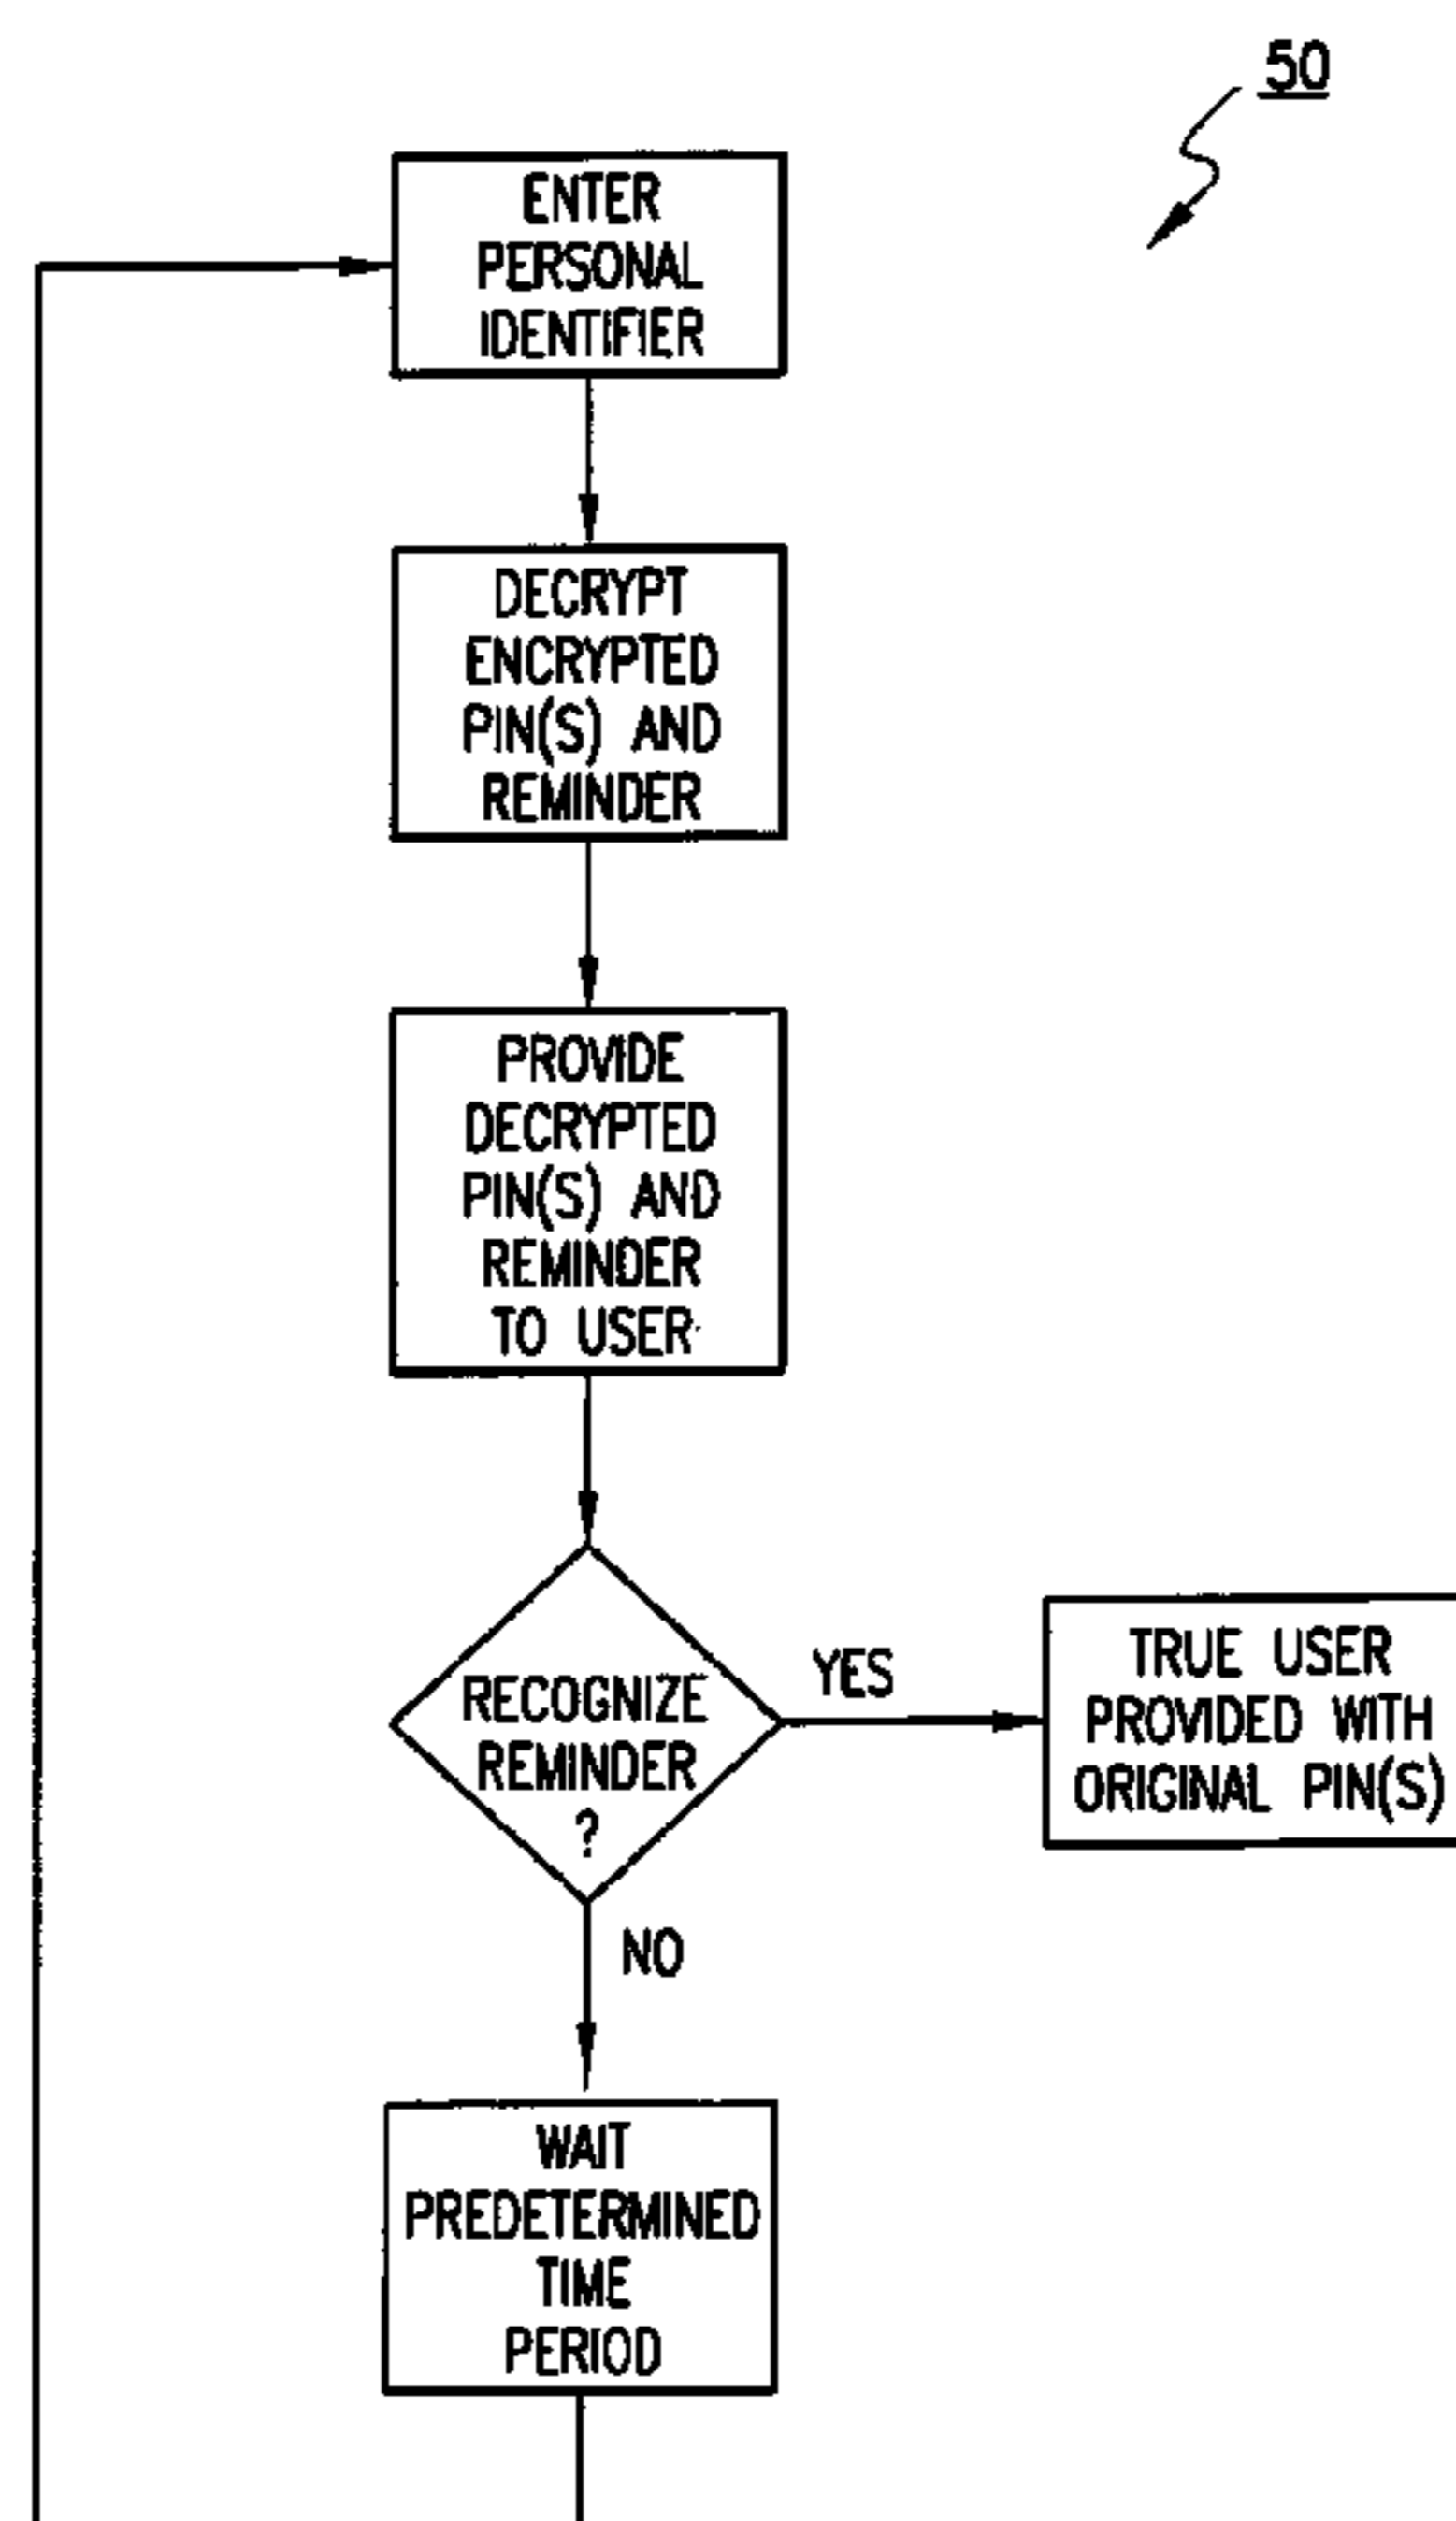 50
ENTER
PERSONAL
IDENTIFIER
DECRYPT
ENCRYPTED
PIN(S) AND
REMINDER
PROVIDE
DECRYPTED
PIN(S) AND
REMINDER
TO USER
RECOGNIZE
REMINDER
?
YES
TRUE USER
PROVIDED WITH
ORIGINAL PIN(S)
NO
WAIT
PREDETERMINED
TIME
PERIOD